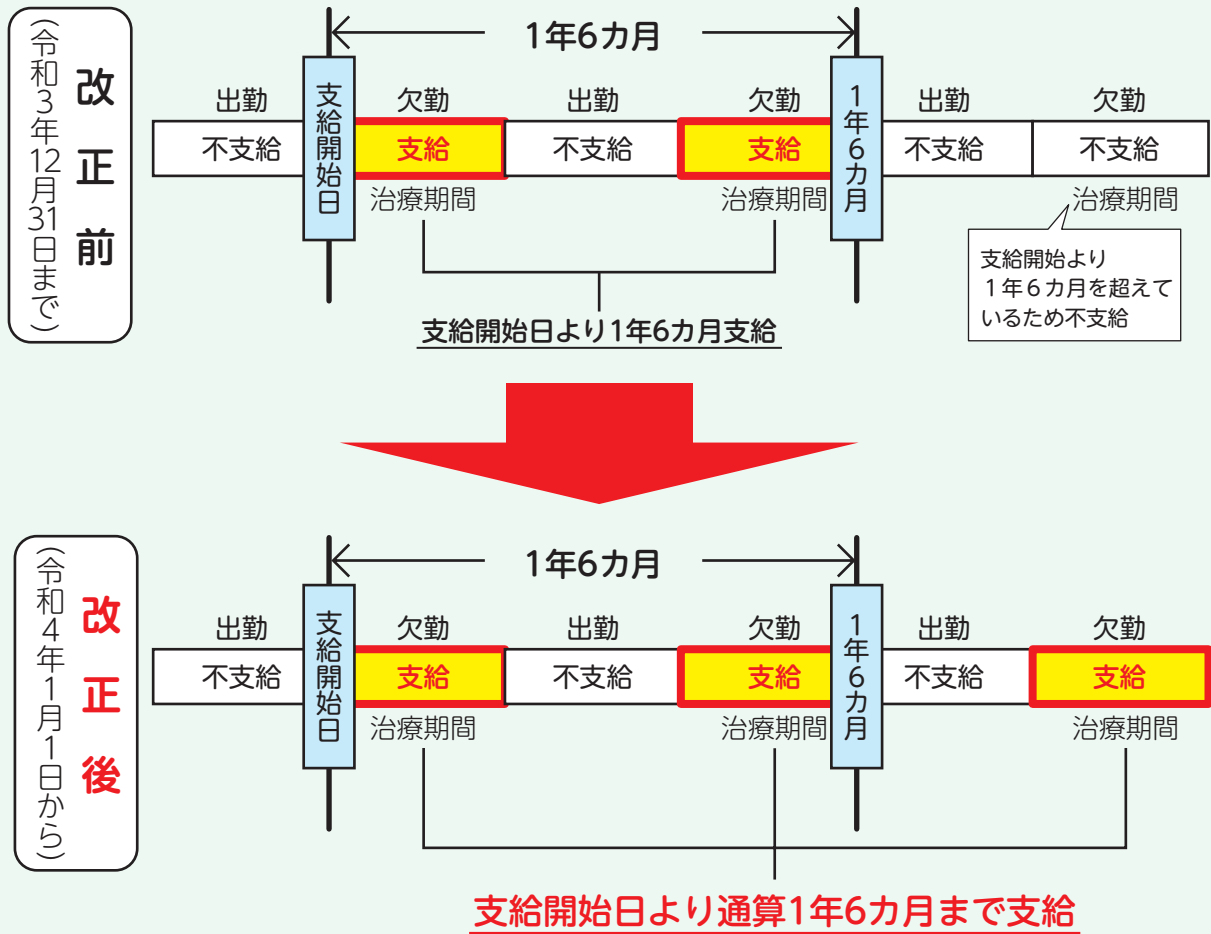 改正前
（令和3年12月31日まで）
1年6カ月
出勤
欠勤
出勤
欠勤
出勤
欠勤
不支給
支給開始日
支給
不支給
支給
1年6カ月
不支給
不支給
治療期間
治療期間
治療期間
支給開始より
1年6カ月を超えて
いるため不支給
支給開始日より1年6カ月支給
改正後
（令和4年1月1日から）
1年6カ月
出勤
欠勤
出勤
欠勤
出勤
欠勤
不支給
支給開始日
支給
不支給
支給
1年6カ月
不支給
支給
治療期間
治療期間
治療期間
支給開始日より通算1年6カ月まで支給